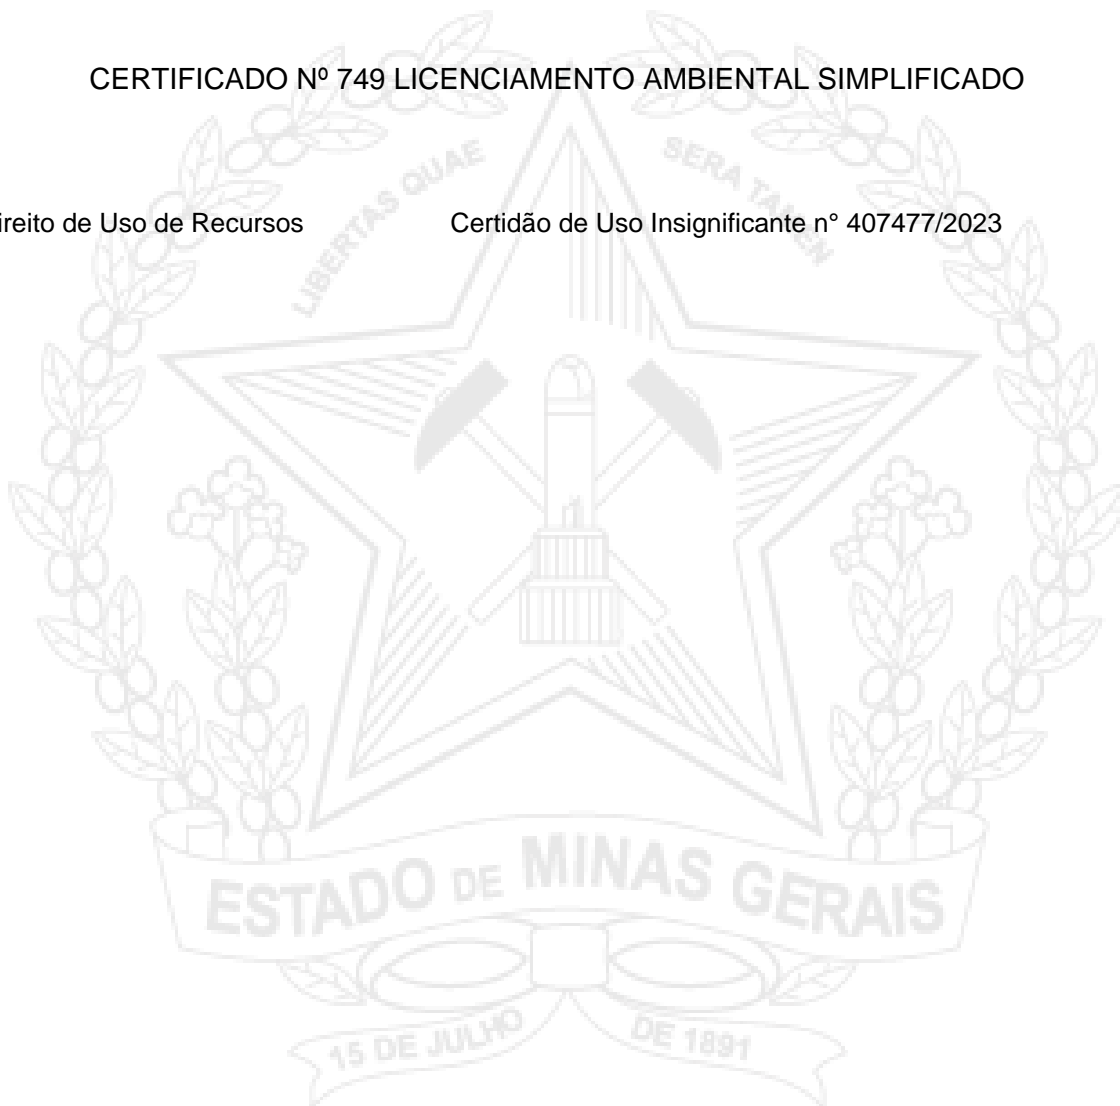 CERTIFICADO Nº 749 LICENCIAMENTO AMBIENTAL SIMPLIFICADO
LIBERTAS QUAE SERA TAMEN
ireito de Uso de Recursos Certidão de Uso Insignificante n° 407477/2023
ESTADO DE MINAS GERAIS
15 DE JULHO DE 1891